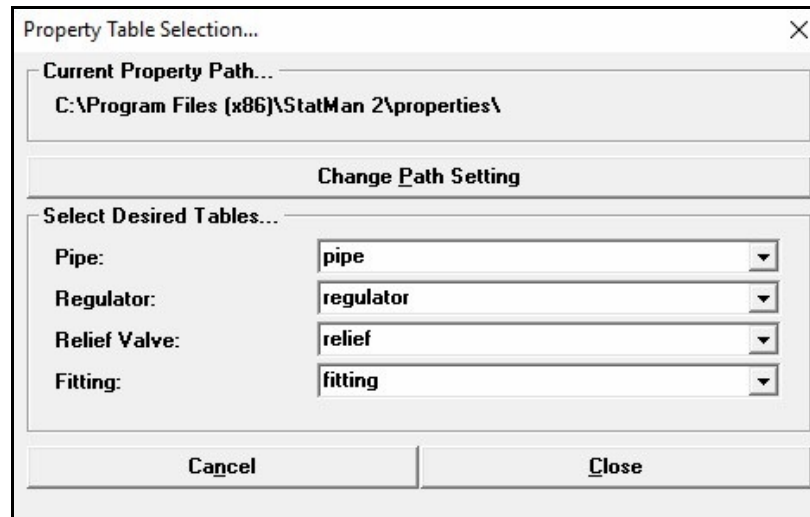 Property Table Selection...
Current Property Path...
C:\Program Files (x86)\StatMan 2\properties\
Change Path Setting
Select Desired Tables...
Pipe: pipe
Regulator: regulator
Relief Valve: relief
Fitting: fitting
Cancel Close